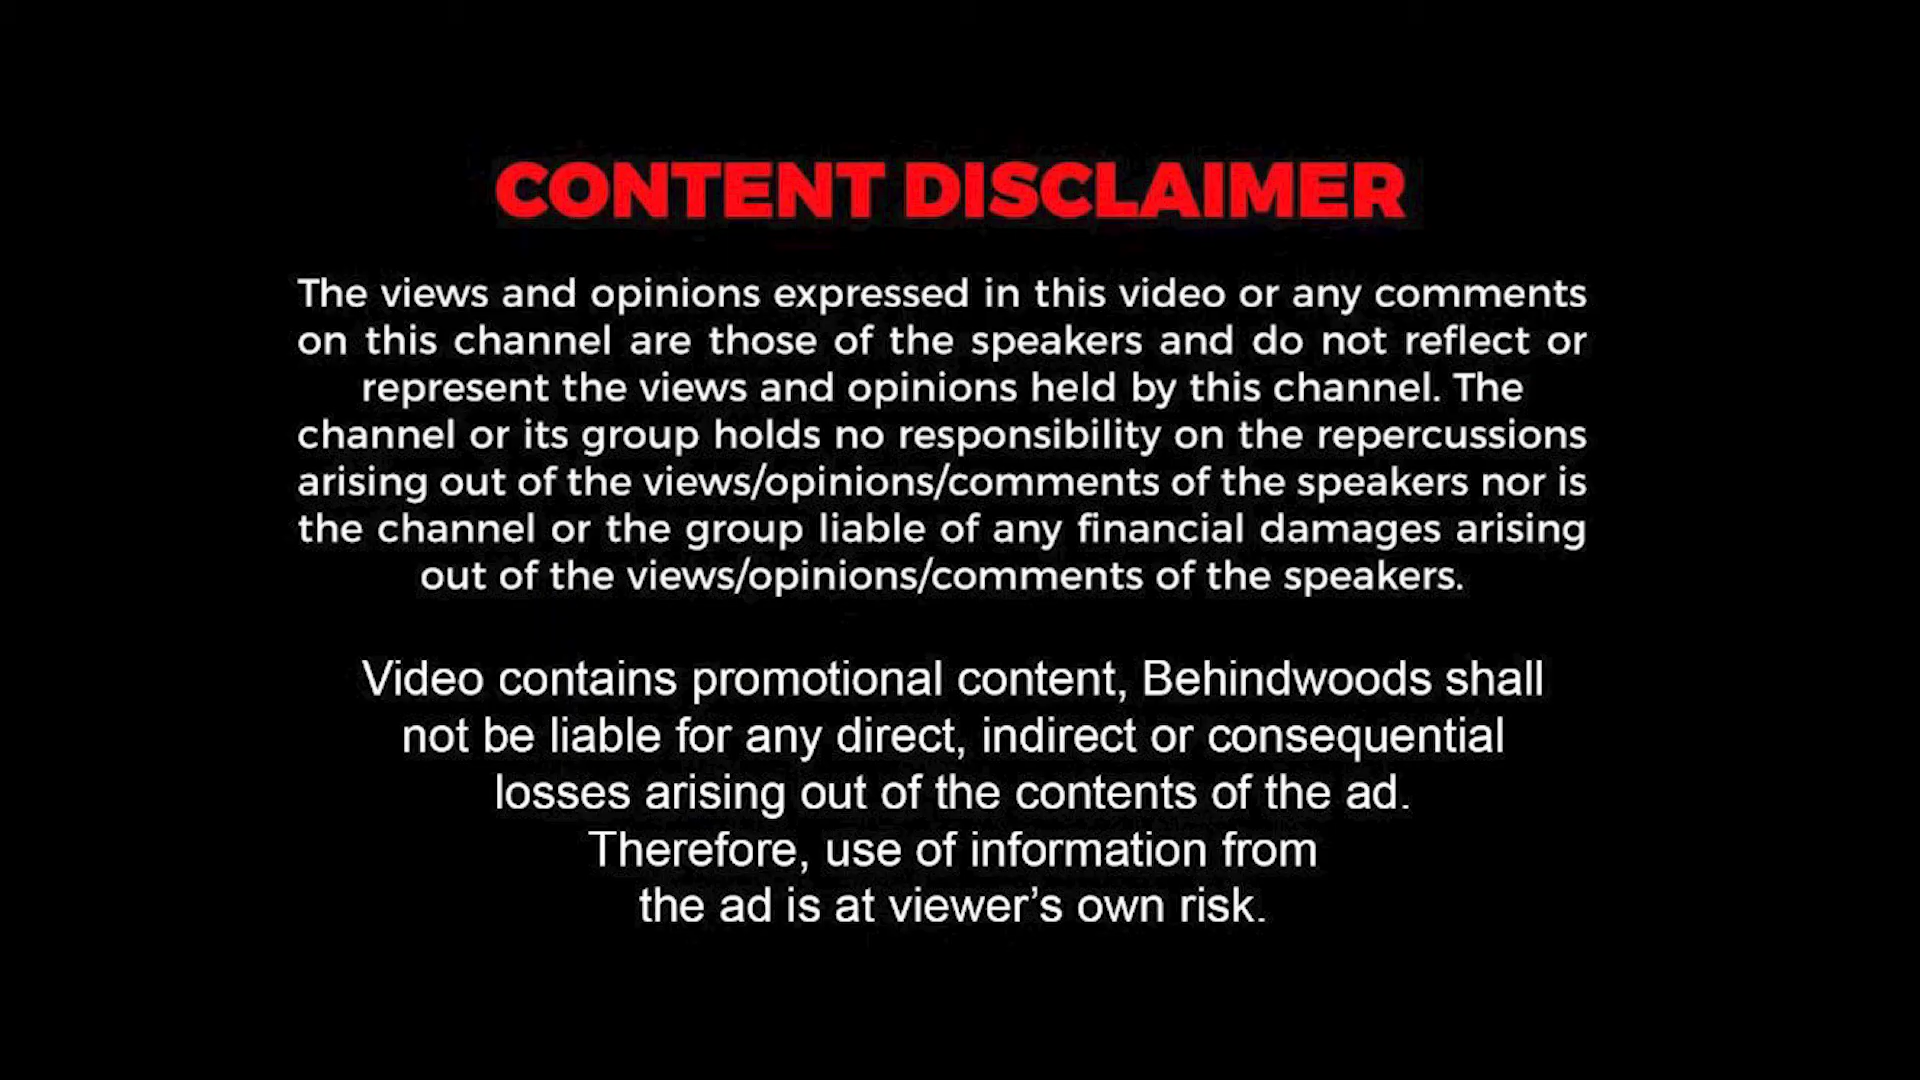 CONTENT DISCLAIMER
The views and opinions expressed in this video or any comments
on this channel are those of the speakers and do not reflect or
represent the views and opinions held by this channel. The
channel or its group holds no responsibility on the repercussions
arising out of the views/opinions/comments of the speakers nor is
the channel or the group liable of any financial damages arising
out of the views/opinions/comments of the speakers.
Video contains promotional content, Behindwoods shall
not be liable for any direct, indirect or consequential
losses arising out of the contents of the ad.
Therefore, use of information from
the ad is at viewer’s own risk.